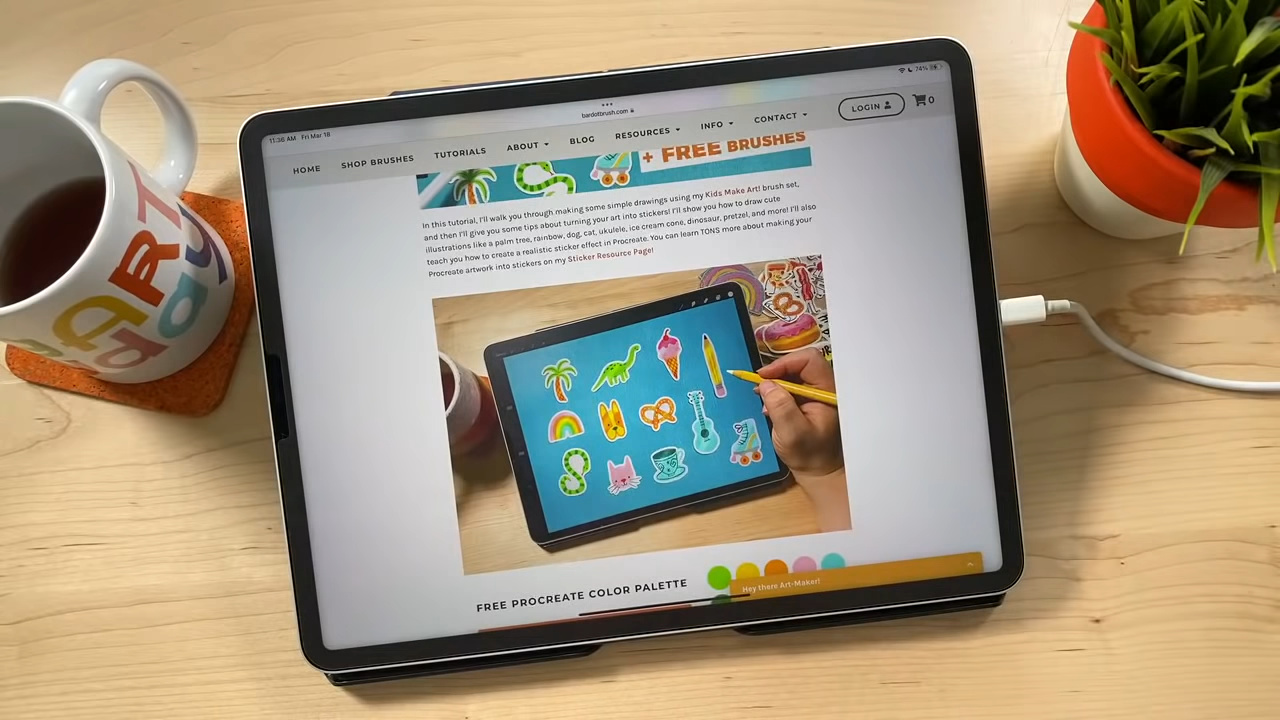 11:36 AM Fri Mar 18
bardotbrush.com
74%
HOME
SHOP BRUSHES
TUTORIALS
ABOUT
BLOG
RESOURCES
INFO
CONTACT
LOGIN
0
+ FREE BRUSHES
In this tutorial, I'll walk you through making some simple drawings using my Kids Make Art! brush set,
and then I'll give you some tips about turning your art into stickers! I'll show you how to draw cute
illustrations like a palm tree, rainbow, dog, cat, ukulele, ice cream cone, dinosaur, pretzel, and more! I'll also
teach you how to create a realistic sticker effect in Procreate. You can learn TONS more about making your
Procreate artwork into stickers on my Sticker Resource Page!
FREE PROCREATE COLOR PALETTE
Hey there Art-Maker!
ART